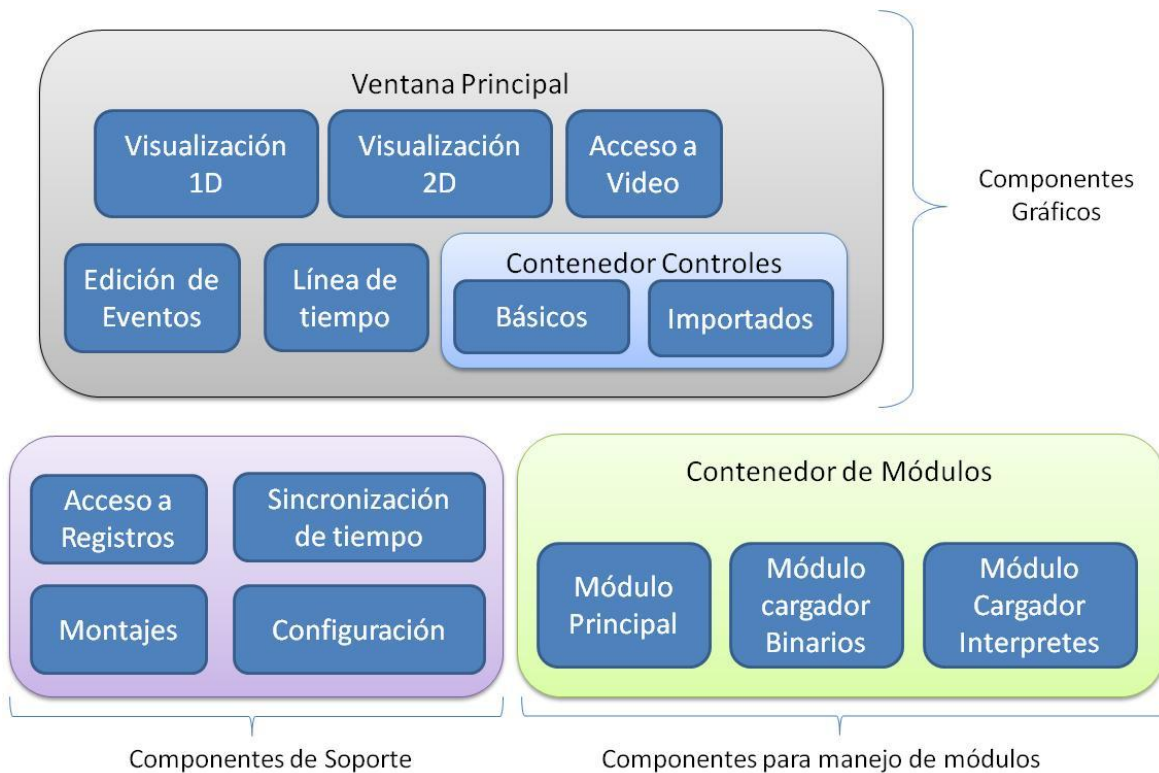 Ventana Principal
Visualización
1D
Visualización
2D
Acceso a
Video
Edición de
Eventos
Línea de
tiempo
Contenedor Controles
Básicos
Importados
Componentes
Gráficos
Acceso a
Registros
Sincronización
de tiempo
Montajes
Configuración
Contenedor de Módulos
Módulo
Principal
Módulo
cargador
Binarios
Módulo
Cargador
Interpretes
Componentes de Soporte
Componentes para manejo de módulos